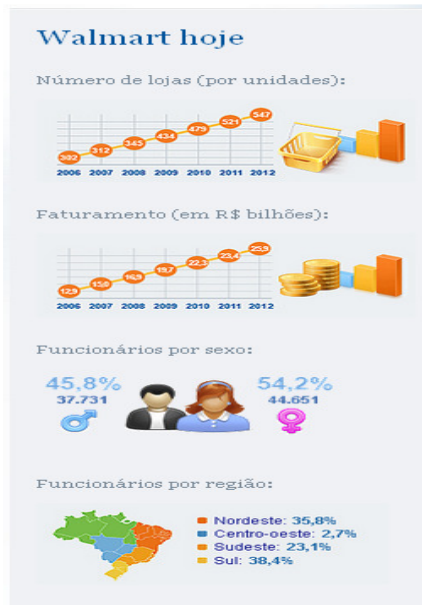 Walmart hoje
Número de lojas (por unidades):
302 312 345 434 479 521 547
2006 2007 2008 2009 2010 2011 2012
Faturamento (em R$ bilhões):
12,9 15,0 16,9 19,7 22,3 23,4 25,9
2006 2007 2008 2009 2010 2011 2012
Funcionários por sexo:
45,8% 54,2%
37.731 44.651
Funcionários por região:
Nordeste: 35,8%
Centro-oeste: 2,7%
Sudeste: 23,1%
Sul: 38,4%